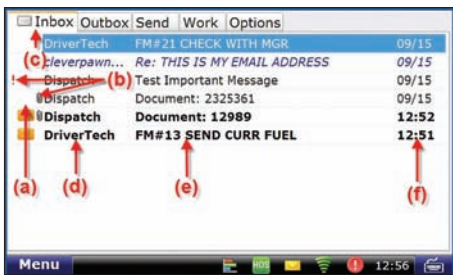 Inbox Outbox Send Work Options
DriverTech FM#21 CHECK WITH MGR 09/15
(c)
cleverpawn... Re: THIS IS MY EMAIL ADDRESS 09/15
! Dispatch (b) Test Important Message 09/15
Dispatch Document: 2325361 09/15
Dispatch Document: 12989 12:52
DriverTech FM#13 SEND CURR FUEL 12:51
(a) (d) (e) (f)
Menu HOS ! 12:56